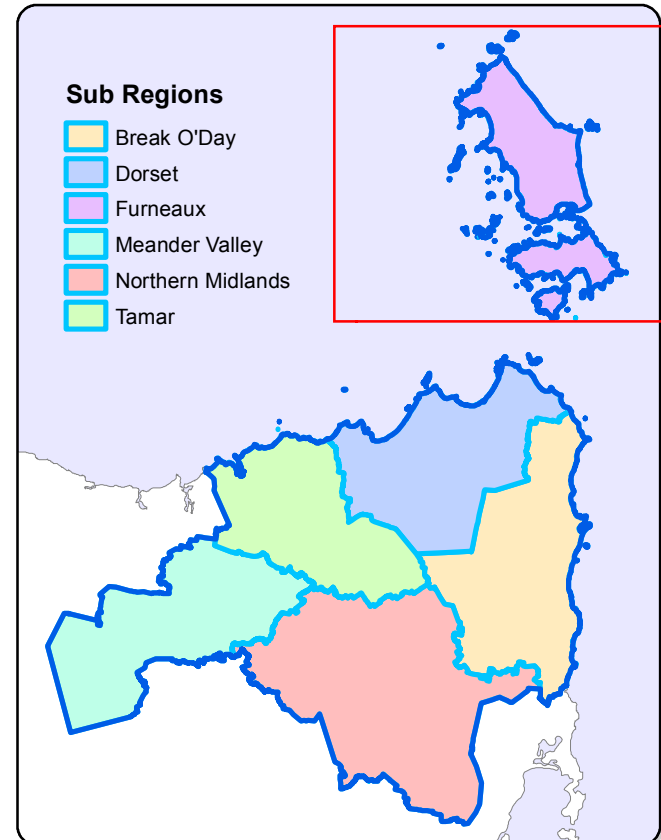 Sub Regions
Break O'Day
Dorset
Furneaux
Meander Valley
Northern Midlands
Tamar